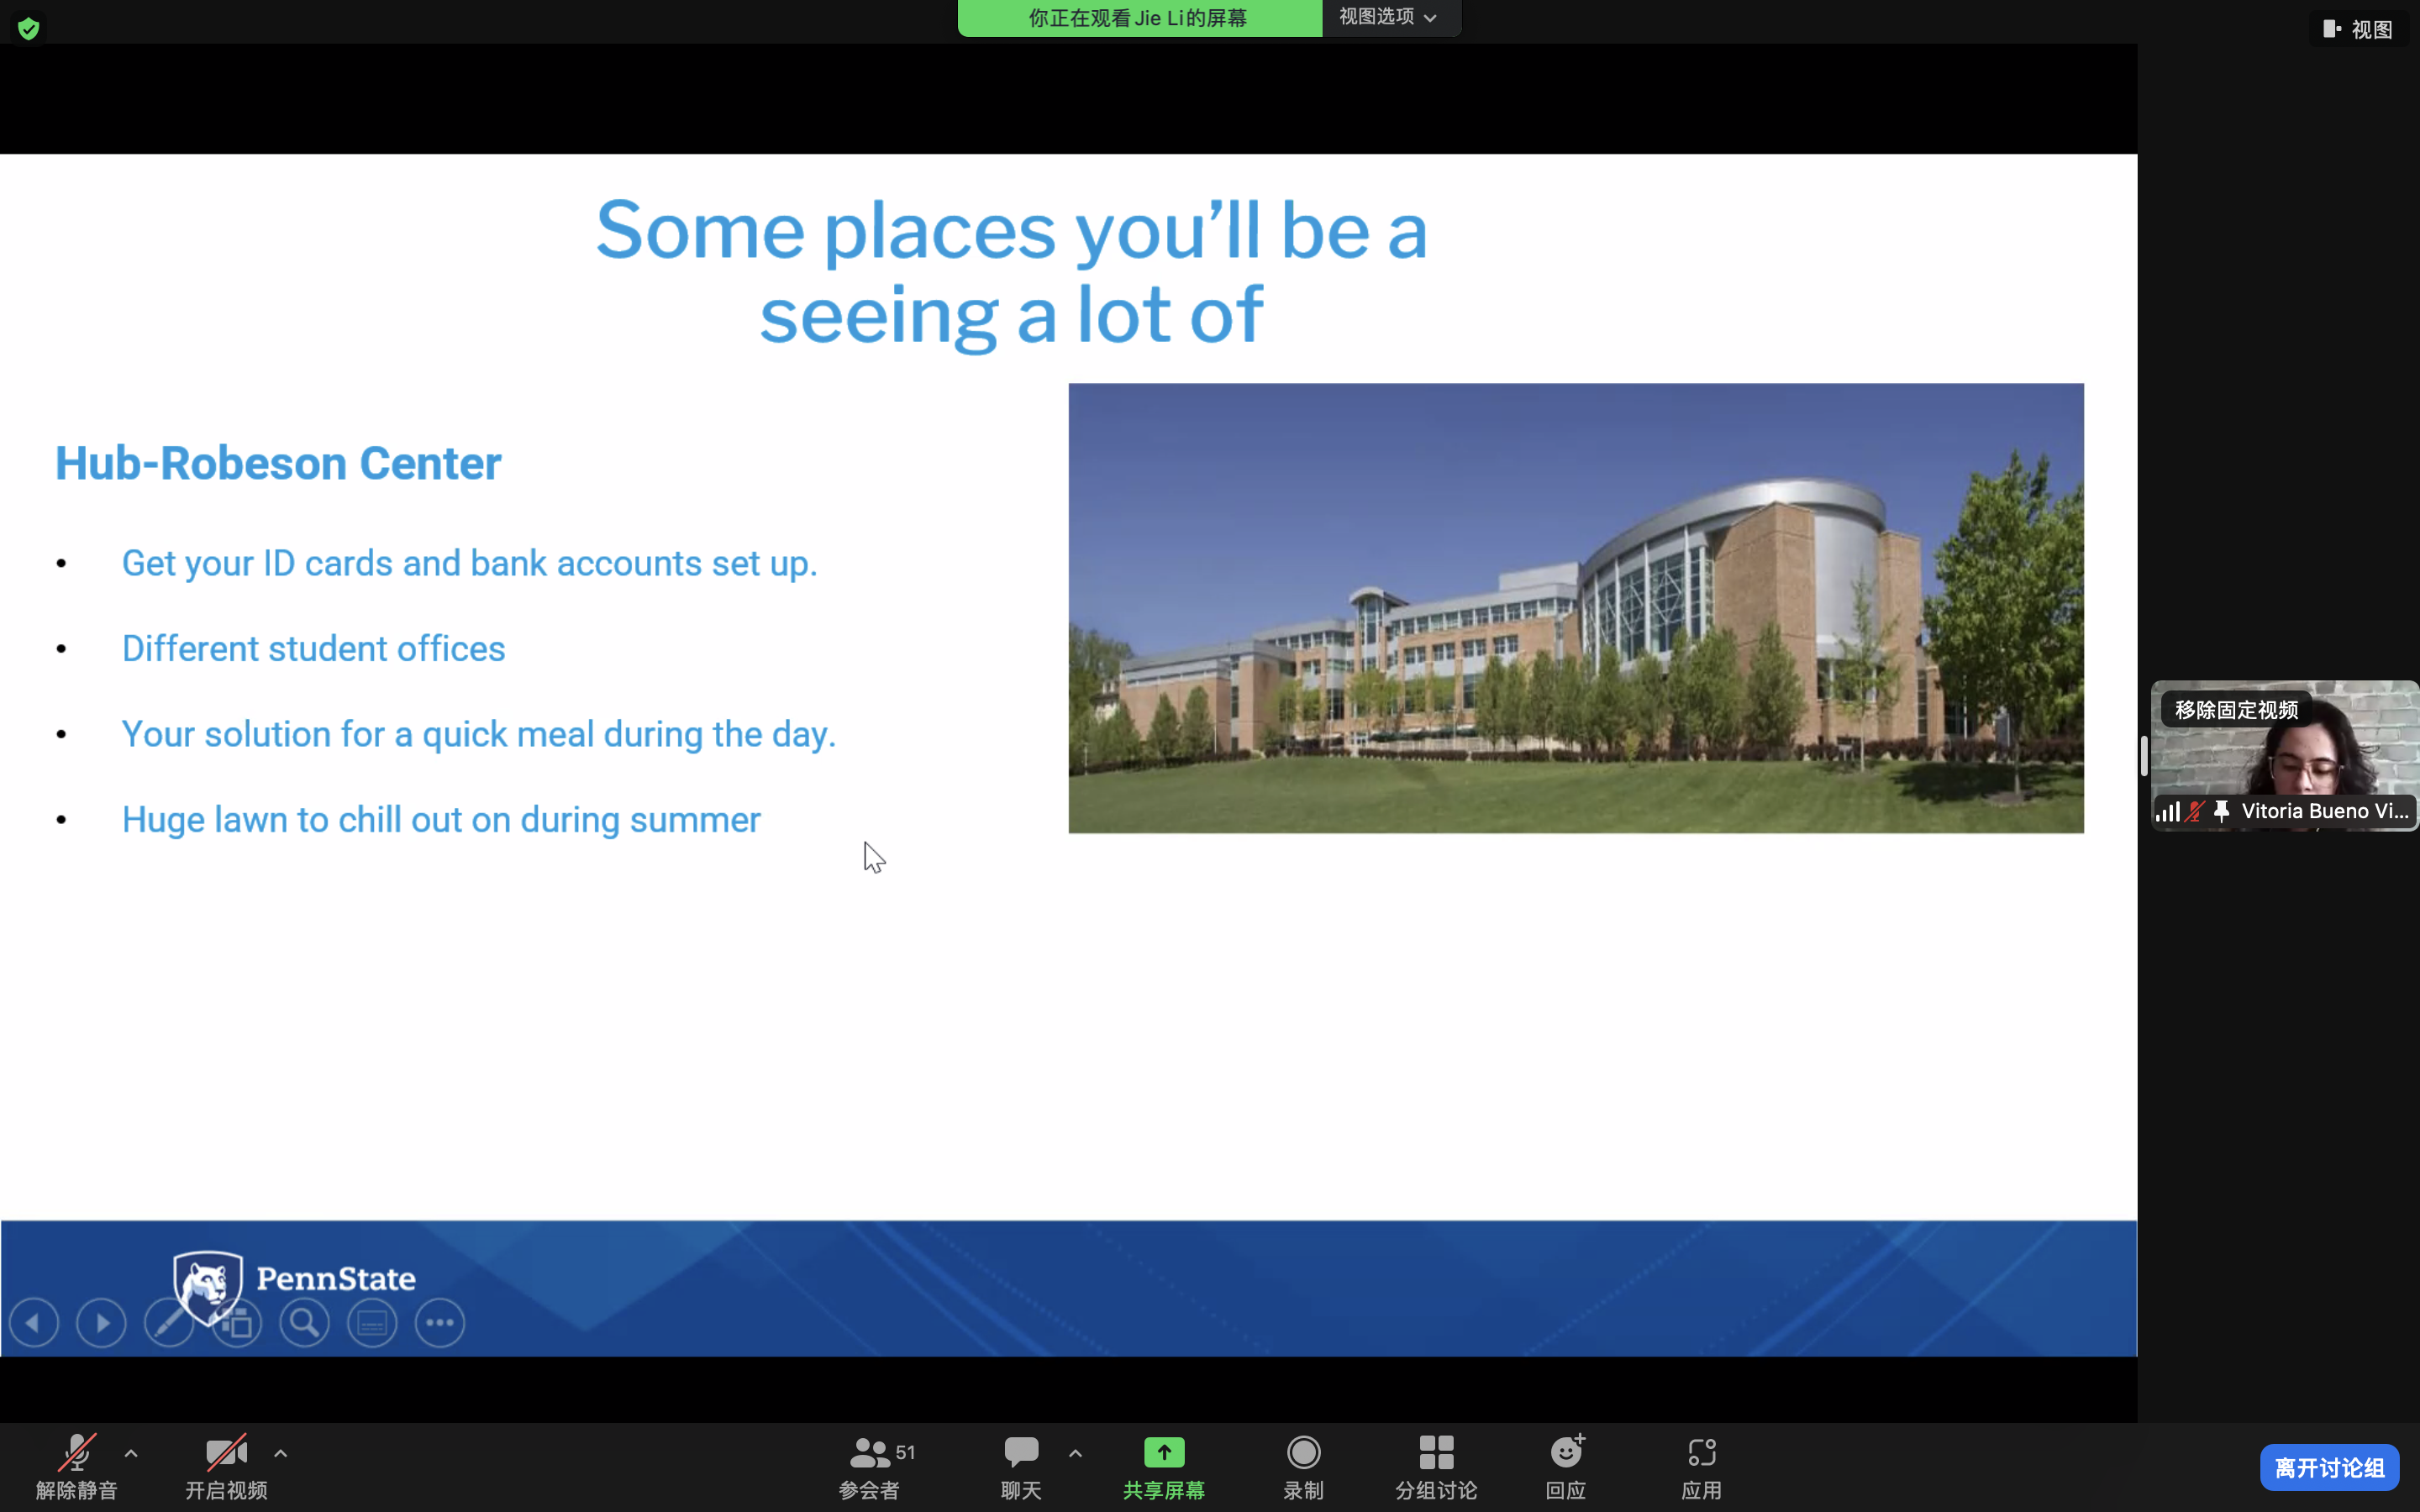 你正在观看Jie Li的屏幕
视图选项
视图
Some places you’ll be a
seeing a lot of
Hub-Robeson Center
• Get your ID cards and bank accounts set up.
• Different student offices
• Your solution for a quick meal during the day.
• Huge lawn to chill out on during summer
移除固定视频
Vitoria Bueno Vi...
PennState
51
解除静音
开启视频
参会者
聊天
共享屏幕
录制
分组讨论
回应
应用
离开讨论组